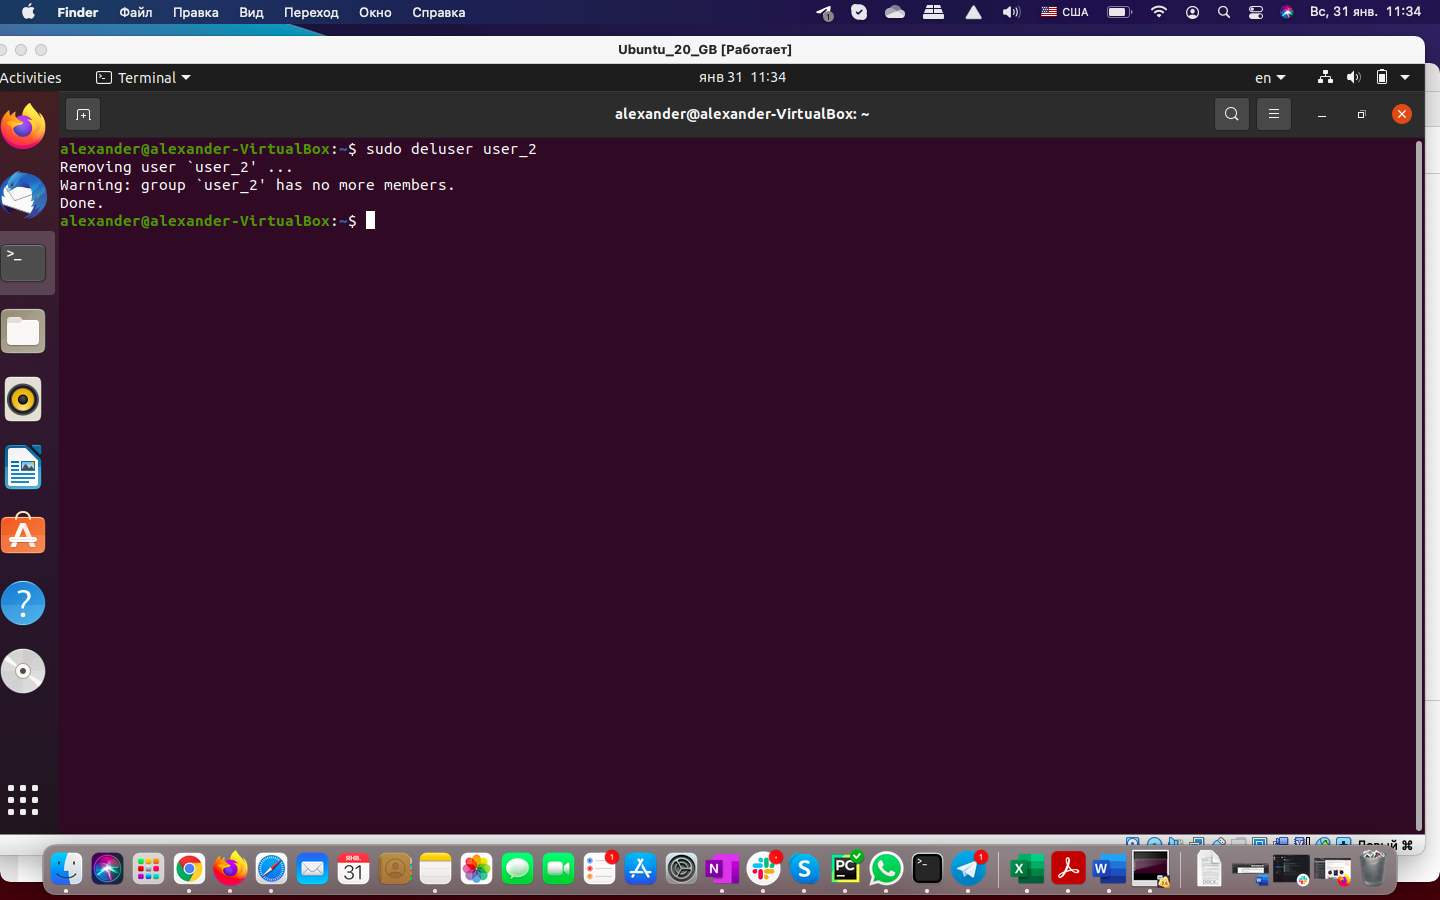 Finder Файл Правка Вид Переход Окно Справка США Вс, 31 янв. 11:34
Ubuntu_20_GB [Работает]
Activities Terminal янв 31 11:34 en
alexander@alexander-VirtualBox: ~
alexander@alexander-VirtualBox:~$ sudo deluser user_2
Removing user `user_2' ...
Warning: group `user_2' has no more members.
Done.
alexander@alexander-VirtualBox:~$
Левый ⌘
ЯНВ.
31